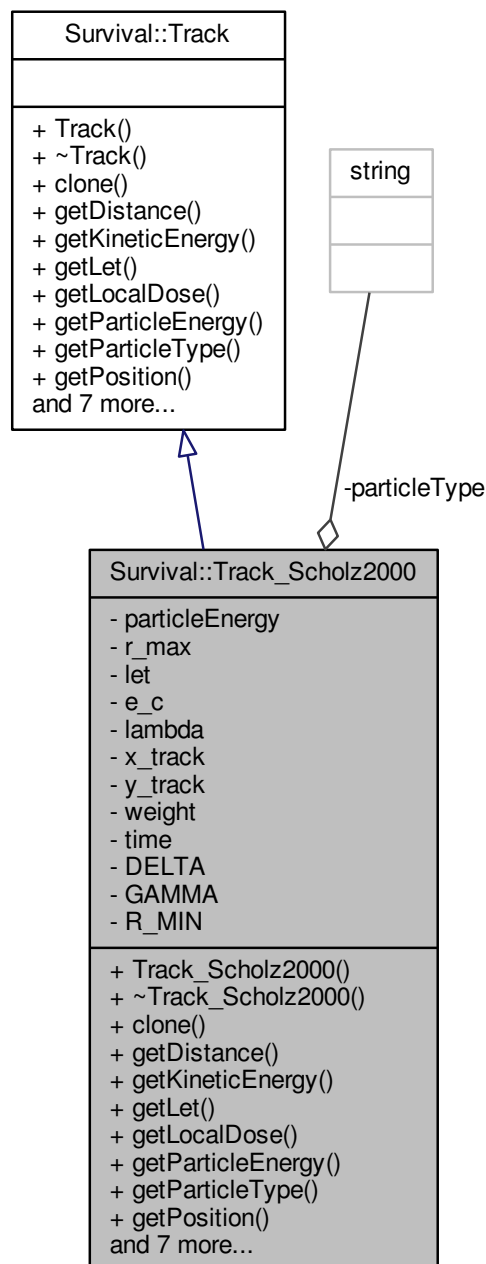 Survival::Track
+ Track()
+ ~Track()
+ clone()
+ getDistance()
+ getKineticEnergy()
+ getLet()
+ getLocalDose()
+ getParticleEnergy()
+ getParticleType()
+ getPosition()
and 7 more...
string
-particleType
Survival::Track_Scholz2000
- particleEnergy
- r_max
- let
- e_c
- lambda
- x_track
- y_track
- weight
- time
- DELTA
- GAMMA
- R_MIN
+ Track_Scholz2000()
+ ~Track_Scholz2000()
+ clone()
+ getDistance()
+ getKineticEnergy()
+ getLet()
+ getLocalDose()
+ getParticleEnergy()
+ getParticleType()
+ getPosition()
and 7 more...